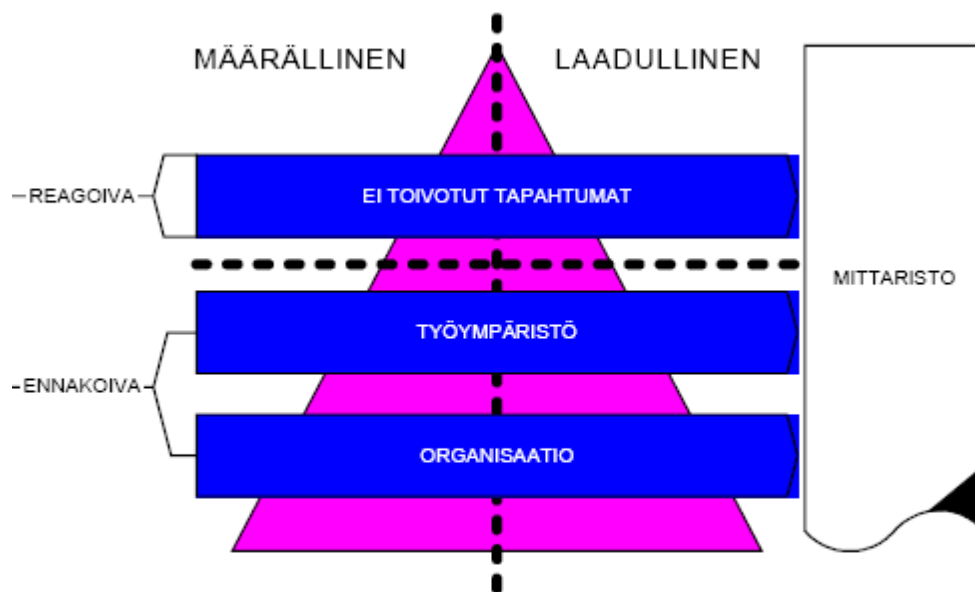 MÄÄRÄLLINEN
LAADULLINEN
REAGOIVA
EI TOIVOTUT TAPAHTUMAT
MITTARISTO
TYÖYMPÄRISTÖ
ENNAKOIVA
ORGANISAATIO